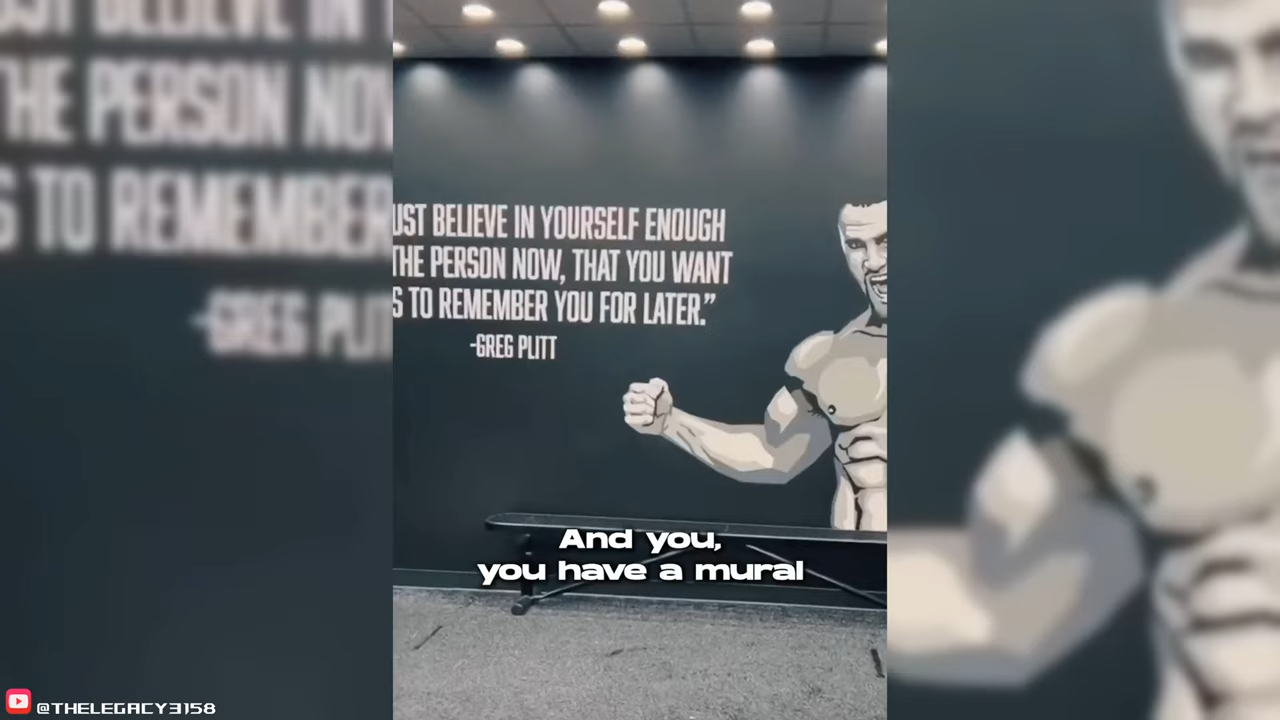 UST BELIEVE IN YOURSELF ENOUGH
THE PERSON NOW, THAT YOU WANT
S TO REMEMBER YOU FOR LATER.”
-GREG PLITT
And you,
you have a mural
@THELEGACY3158